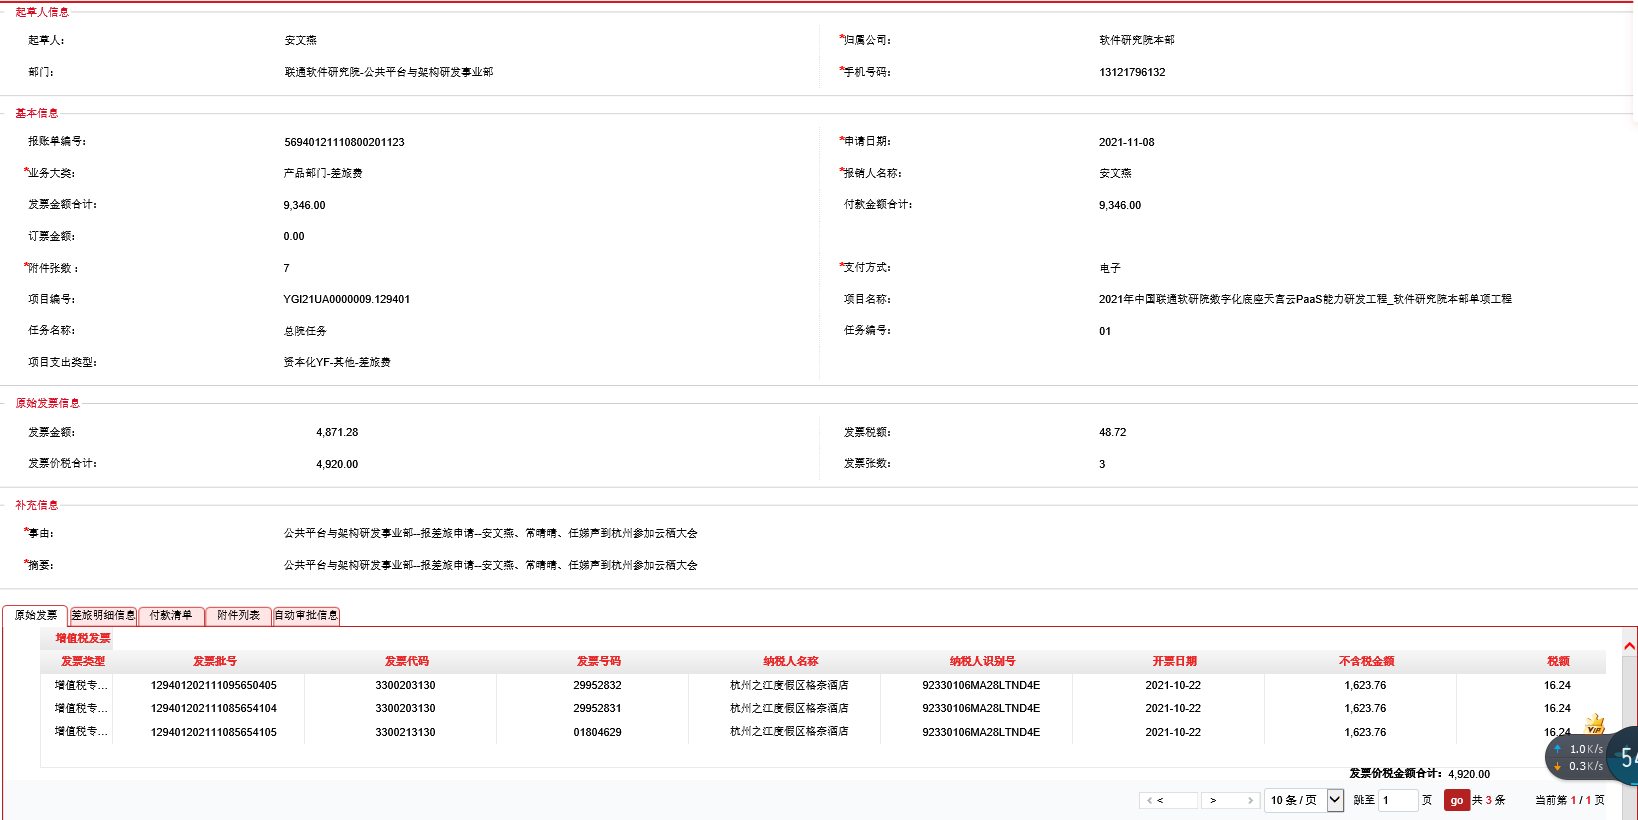 起草人信息
起草人: 安文燕 *归属公司: 软件研究院本部
部门: 联通软件研究院-公共平台与架构研发事业部 *手机号码: 13121796132
基本信息
报账单编号: 56940121110800201123 *申请日期: 2021-11-08
*业务大类: 产品部门-差旅费 *报销人名称: 安文燕
发票金额合计: 9,346.00 付款金额合计: 9,346.00
订票金额: 0.00
*附件张数 : 7 *支付方式: 电子
项目编号: YGI21UA0000009.129401 项目名称: 2021年中国联通软研院数字化底座天宫云PaaS能力研发工程_软件研究院本部单项工程
任务名称: 总院任务 任务编号: 01
项目支出类型: 资本化YF-其他-差旅费
原始发票信息
发票金额: 4,871.28 发票税额: 48.72
发票价税合计: 4,920.00 发票张数: 3
补充信息
*事由: 公共平台与架构研发事业部--报差旅申请--安文燕、常晴晴、任娣声到杭州参加云栖大会
*摘要: 公共平台与架构研发事业部--报差旅申请--安文燕、常晴晴、任娣声到杭州参加云栖大会
原始发票 差旅明细信息 付款清单 附件列表 自动审批信息
增值税发票
发票类型 发票批号 发票代码 发票号码 纳税人名称 纳税人识别号 开票日期 不含税金额 税额
增值税专... 129401202111095650405 3300203130 29952832 杭州之江度假区格奈酒店 92330106MA28LTND4E 2021-10-22 1,623.76 16.24
增值税专... 129401202111085654104 3300203130 29952831 杭州之江度假区格奈酒店 92330106MA28LTND4E 2021-10-22 1,623.76 16.24
增值税专... 129401202111085654105 3300213130 01804629 杭州之江度假区格奈酒店 92330106MA28LTND4E 2021-10-22 1,623.76 16.24
VIP
↑ 1.0K/s
↓ 0.3K/s
54
发票价税金额合计: 4,920.00
< > 10 条 / 页 跳至 1 页 go 共 3 条 当前第 1 / 1 页